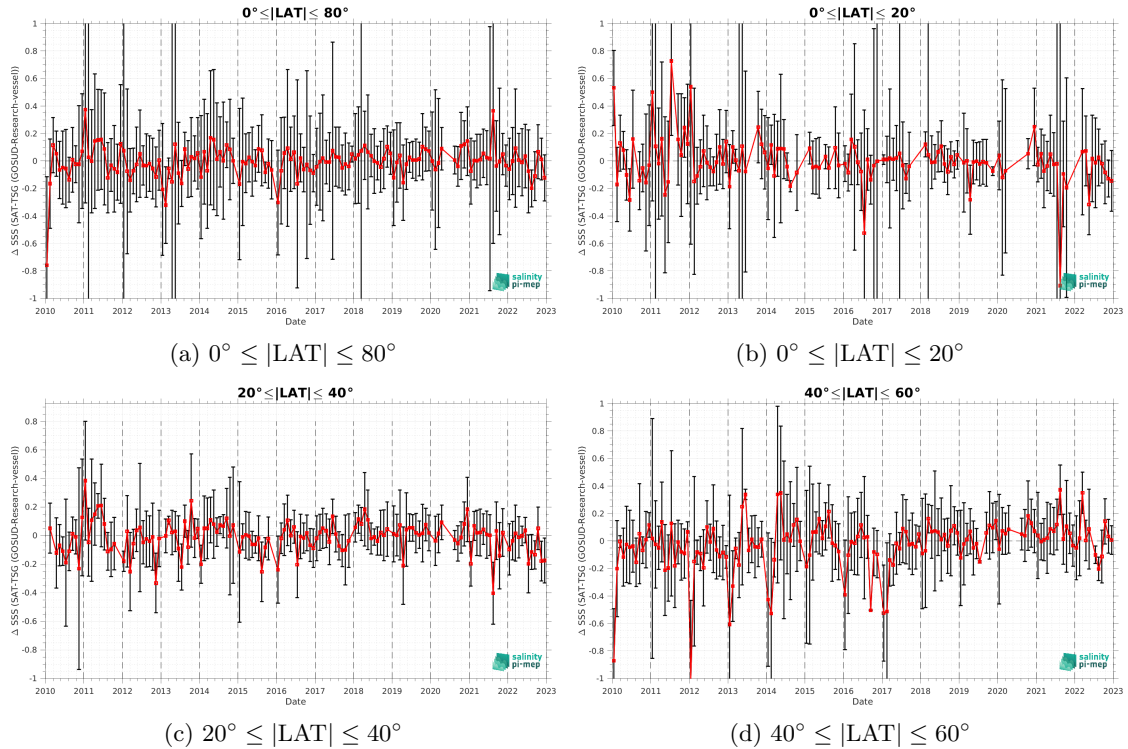 0°≤|LAT|≤ 80°
1
0.8
0.6
0.4
0.2
0
-0.2
-0.4
-0.6
-0.8
-1
Δ SSS (SAT-TSG (GOSUD-Research-vessel))
2010 2011 2012 2013 2014 2015 2016 2017 2018 2019 2020 2021 2022 2023
Date
salinity
pi-mep
(a) 0° ≤ |LAT| ≤ 80°
0°≤|LAT|≤ 20°
1
0.8
0.6
0.4
0.2
0
-0.2
-0.4
-0.6
-0.8
-1
Δ SSS (SAT-TSG (GOSUD-Research-vessel))
2010 2011 2012 2013 2014 2015 2016 2017 2018 2019 2020 2021 2022 2023
Date
salinity
pi-mep
(b) 0° ≤ |LAT| ≤ 20°
20°≤|LAT|≤ 40°
0.8
0.6
0.4
0.2
0
-0.2
-0.4
-0.6
-0.8
-1
Δ SSS (SAT-TSG (GOSUD-Research-vessel))
2010 2011 2012 2013 2014 2015 2016 2017 2018 2019 2020 2021 2022 2023
Date
salinity
pi-mep
(c) 20° ≤ |LAT| ≤ 40°
40°≤|LAT|≤ 60°
1
0.8
0.6
0.4
0.2
0
-0.2
-0.4
-0.6
-0.8
-1
Δ SSS (SAT-TSG (GOSUD-Research-vessel))
2010 2011 2012 2013 2014 2015 2016 2017 2018 2019 2020 2021 2022 2023
Date
salinity
pi-mep
(d) 40° ≤ |LAT| ≤ 60°